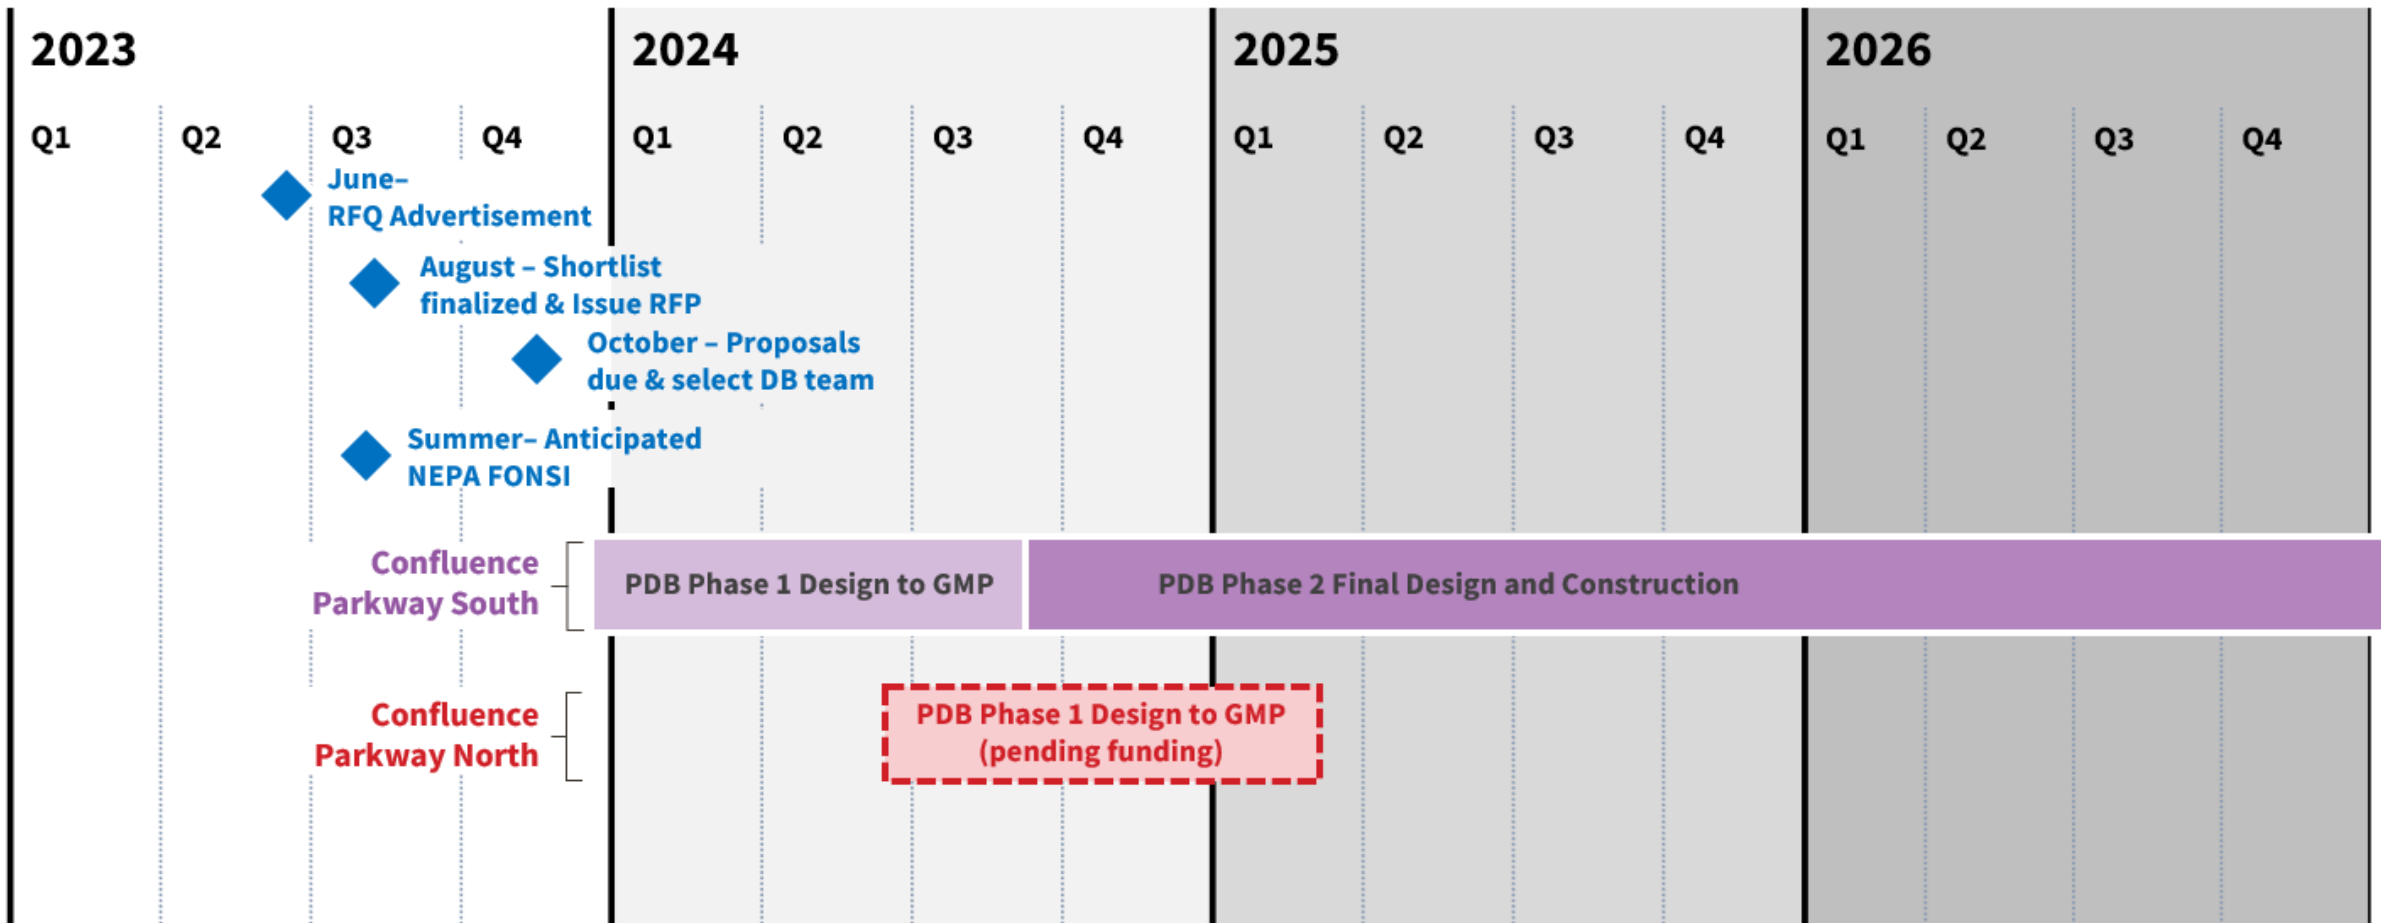 2023
2024
2025
2026
Q1
Q2
Q3
Q4
Q1
Q2
Q3
Q4
Q1
Q2
Q3
Q4
Q1
Q2
Q3
Q4
June–
RFQ Advertisement
August – Shortlist
finalized & Issue RFP
October – Proposals
due & select DB team
Summer– Anticipated
NEPA FONSI
Confluence
Parkway South
PDB Phase 1 Design to GMP
PDB Phase 2 Final Design and Construction
Confluence
Parkway North
PDB Phase 1 Design to GMP
(pending funding)